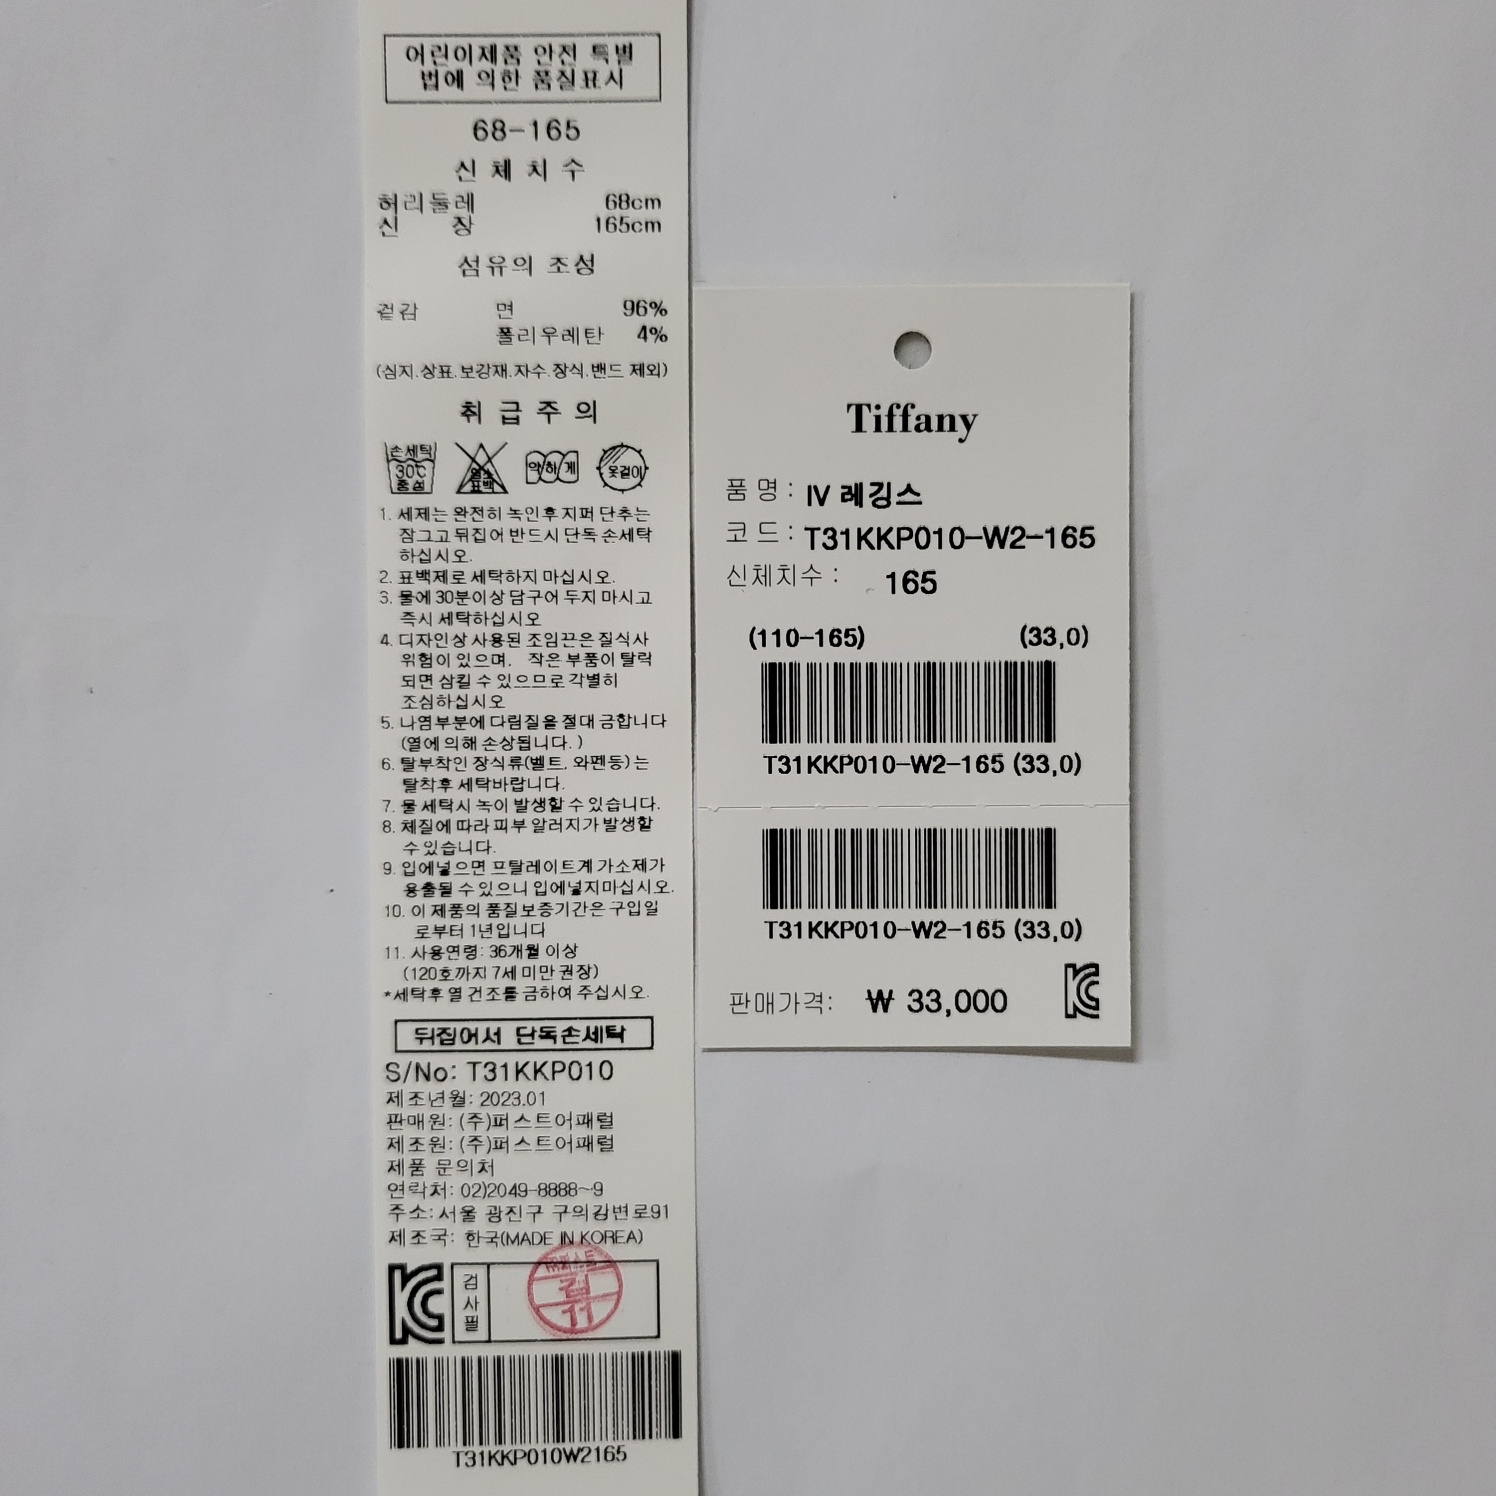 어린이제품 안전 특별
법에 의한 품질표시
68-165
신 체 치 수
허리둘레 68cm
신 장 165cm
섬유의 조성
겉감 면 96%
폴리우레탄 4%
(심지.상표.보강재.자수.장식.밴드 제외)
취 급 주 의
손세탁 30℃ 중성 염소 표백 약하게 옷걸이
1. 세제는 완전히 녹인후 지퍼 단추는
잠그고 뒤집어 반드시 단독 손세탁
하십시오.
2. 표백제로 세탁하지 마십시오.
3. 물에 30분이상 담구어 두지 마시고
즉시 세탁하십시오
4. 디자인상 사용된 조임끈은 질식사
위험이 있으며, 작은 부품이 탈락
되면 삼킬 수 있으므로 각별히
조심하십시오
5. 나염부분에 다림질을 절대 금합니다
(열에 의해 손상됩니다.)
6. 탈부착인 장식류(벨트, 와펜등)는
탈착후 세탁바랍니다.
7. 물 세탁시 녹이 발생할 수 있습니다.
8. 체질에 따라 피부 알러지가 발생할
수 있습니다.
9. 입에넣으면 프탈레이트계 가소제가
용출될 수 있으니 입에넣지마십시오.
10. 이 제품의 품질보증기간은 구입일
로부터 1년입니다
11. 사용연령: 36개월 이상
(120호까지 7세 미만 권장)
*세탁후 열 건조를 금하여 주십시오.
뒤집어서 단독손세탁
S/No: T31KKP010
제조년월: 2023.01
판매원: (주)퍼스트어패럴
제조원: (주)퍼스트어패럴
제품 문의처
연락처: 02)2049-8888~9
주소: 서울 광진구 구의강변로91
제조국: 한국(MADE IN KOREA)
KC 검사필
검
11
T31KKP010W2165
Tiffany
품 명 : IV 레깅스
코 드 : T31KKP010-W2-165
신체치수 : 165
(110-165) (33,0)
T31KKP010-W2-165 (33,0)
T31KKP010-W2-165 (33,0)
판매가격: ₩ 33,000 KC